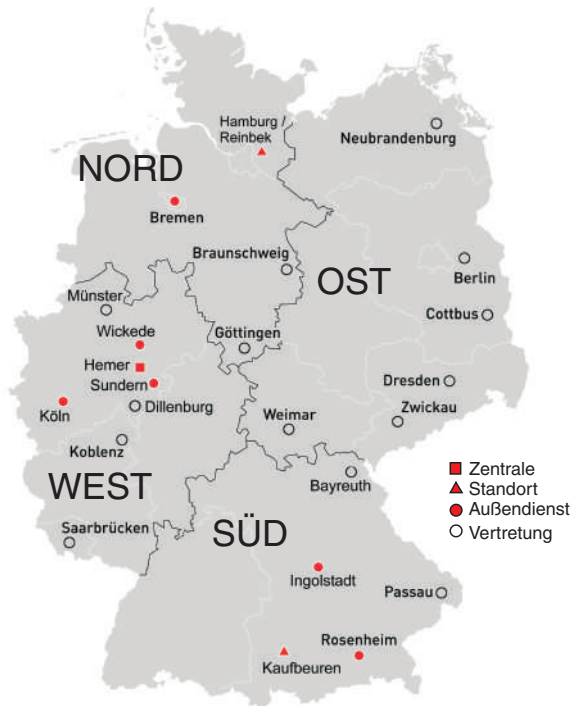 Hamburg /
Reinbek
Neubrandenburg
NORD
Bremen
Braunschweig
OST
Berlin
Münster
Cottbus
Wickede
Göttingen
Hemer
Sundern
Dresden
Köln
Dillenburg
Weimar
Zwickau
Koblenz
Bayreuth
WEST
SÜD
Saarbrücken
Ingolstadt
Passau
Rosenheim
Kaufbeuren
Zentrale
Standort
Außendienst
Vertretung